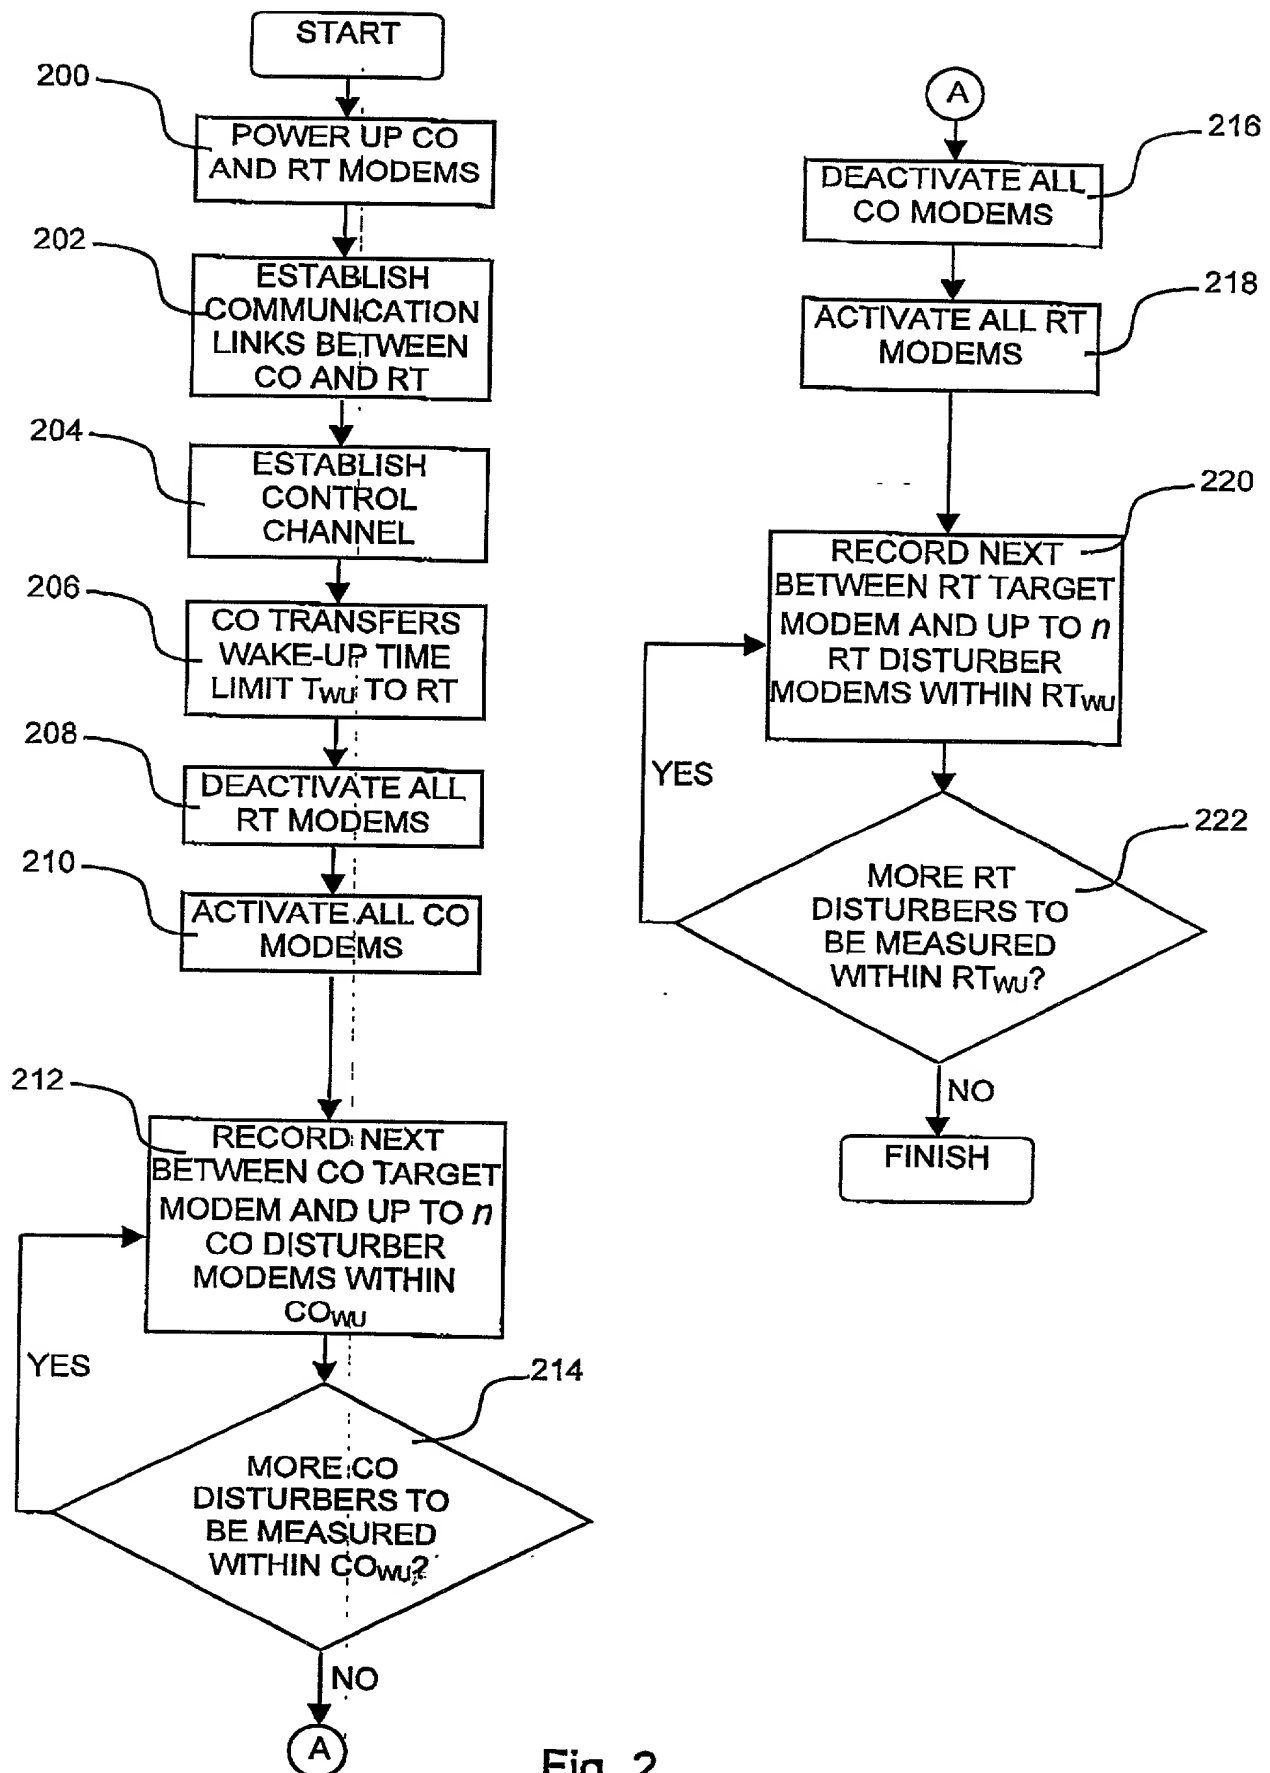 START
200
POWER UP CO
AND RT MODEMS
202
ESTABLISH
COMMUNICATION
LINKS BETWEEN
CO AND RT
204
ESTABLISH
CONTROL
CHANNEL
206
CO TRANSFERS
WAKE-UP TIME
LIMIT TWU TO RT
208
DEACTIVATE ALL
RT MODEMS
210
ACTIVATE ALL CO
MODEMS
212
RECORD NEXT
BETWEEN CO TARGET
MODEM AND UP TO n
CO DISTURBER
MODEMS WITHIN
COWU
YES
214
MORE CO
DISTURBERS TO
BE MEASURED
WITHIN COWU?
NO
A
A
216
DEACTIVATE ALL
CO MODEMS
218
ACTIVATE ALL RT
MODEMS
220
RECORD NEXT
BETWEEN RT TARGET
MODEM AND UP TO n
RT DISTURBER
MODEMS WITHIN RTWU
YES
222
MORE RT
DISTURBERS TO
BE MEASURED
WITHIN RTWU?
NO
FINISH
Fig. 2